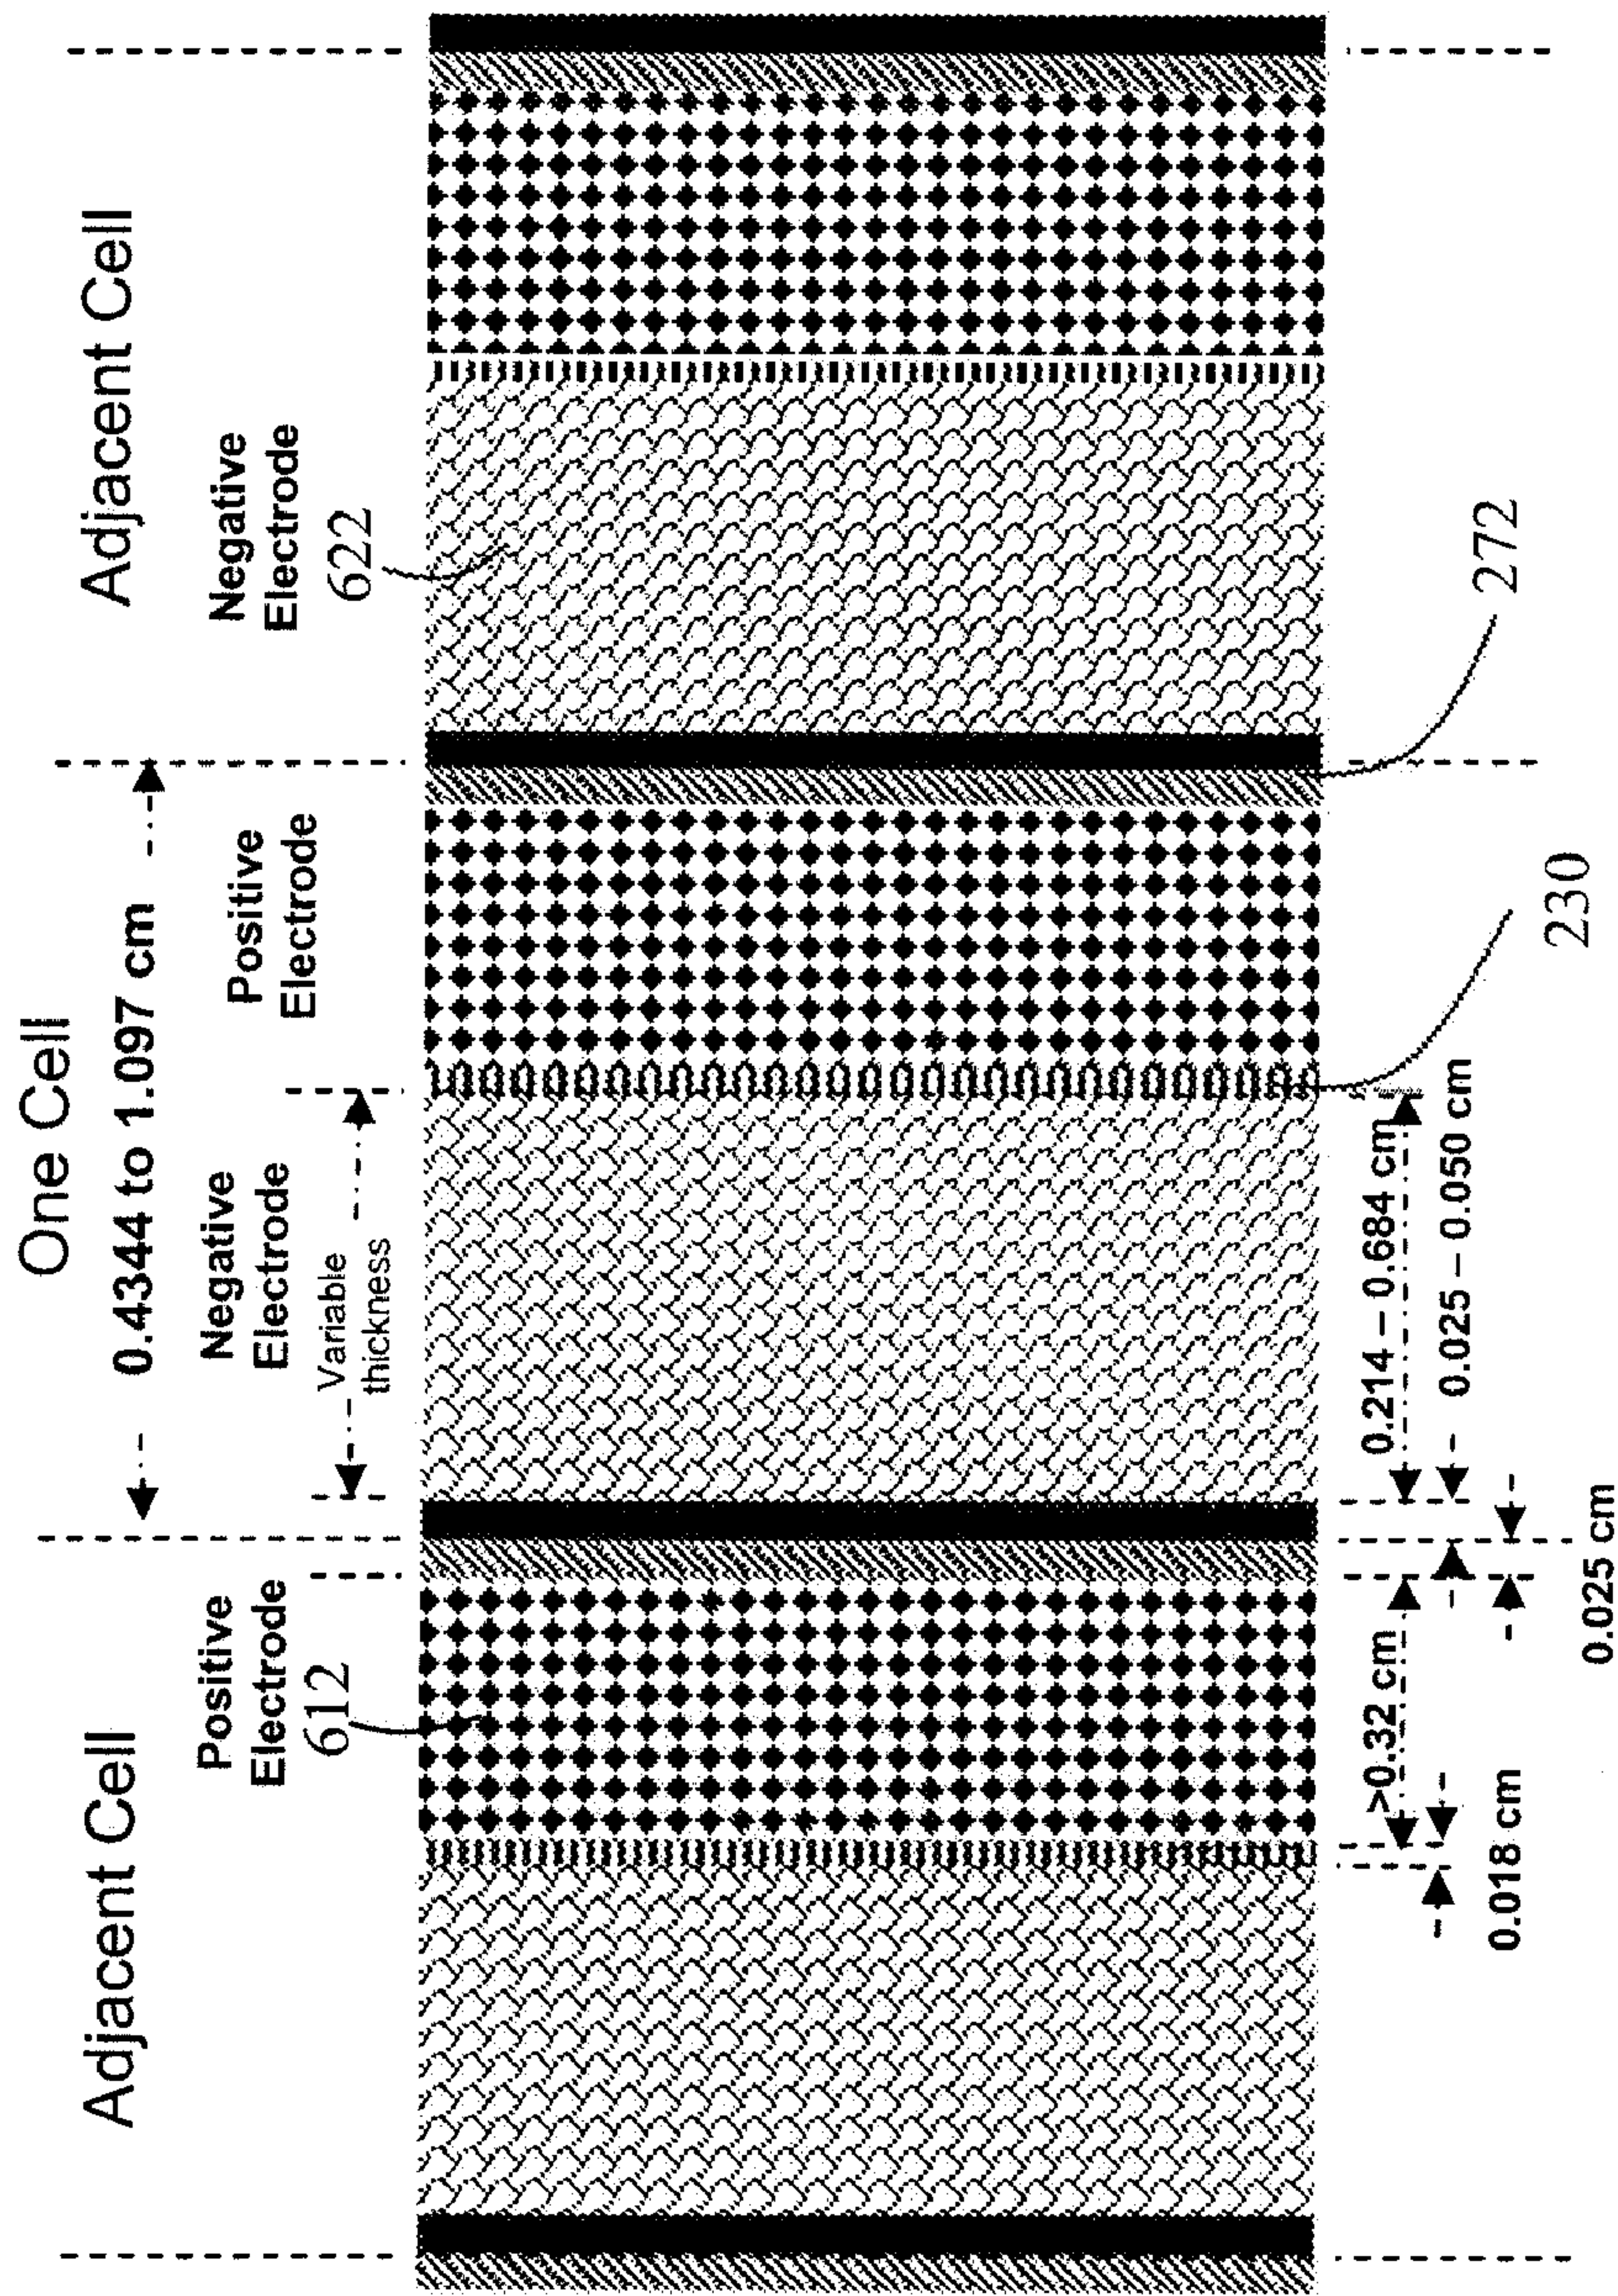 One Cell
0.4344 to 1.097 cm
Adjacent Cell
Adjacent Cell
Positive
Electrode
612
Negative
Electrode
Variable
thickness
Positive
Electrode
Negative
Electrode
622
>0.32 cm
0.018 cm
0.025 cm
0.214 – 0.684 cm
0.025 – 0.050 cm
230
272